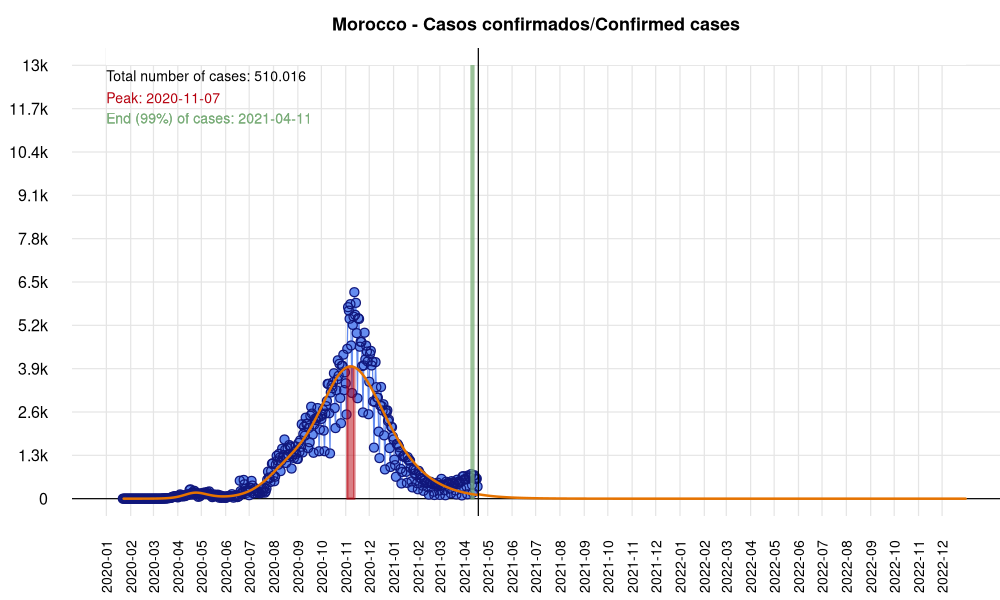 Morocco - Casos confirmados/Confirmed cases
Total number of cases: 510.016
Peak: 2020-11-07
End (99%) of cases: 2021-04-11
13k
11.7k
10.4k
9.1k
7.8k
6.5k
5.2k
3.9k
2.6k
1.3k
0
2020-01
2020-02
2020-03
2020-04
2020-05
2020-06
2020-07
2020-08
2020-09
2020-10
2020-11
2020-12
2021-01
2021-02
2021-03
2021-04
2021-05
2021-06
2021-07
2021-08
2021-09
2021-10
2021-11
2021-12
2022-01
2022-02
2022-03
2022-04
2022-05
2022-06
2022-07
2022-08
2022-09
2022-10
2022-11
2022-12